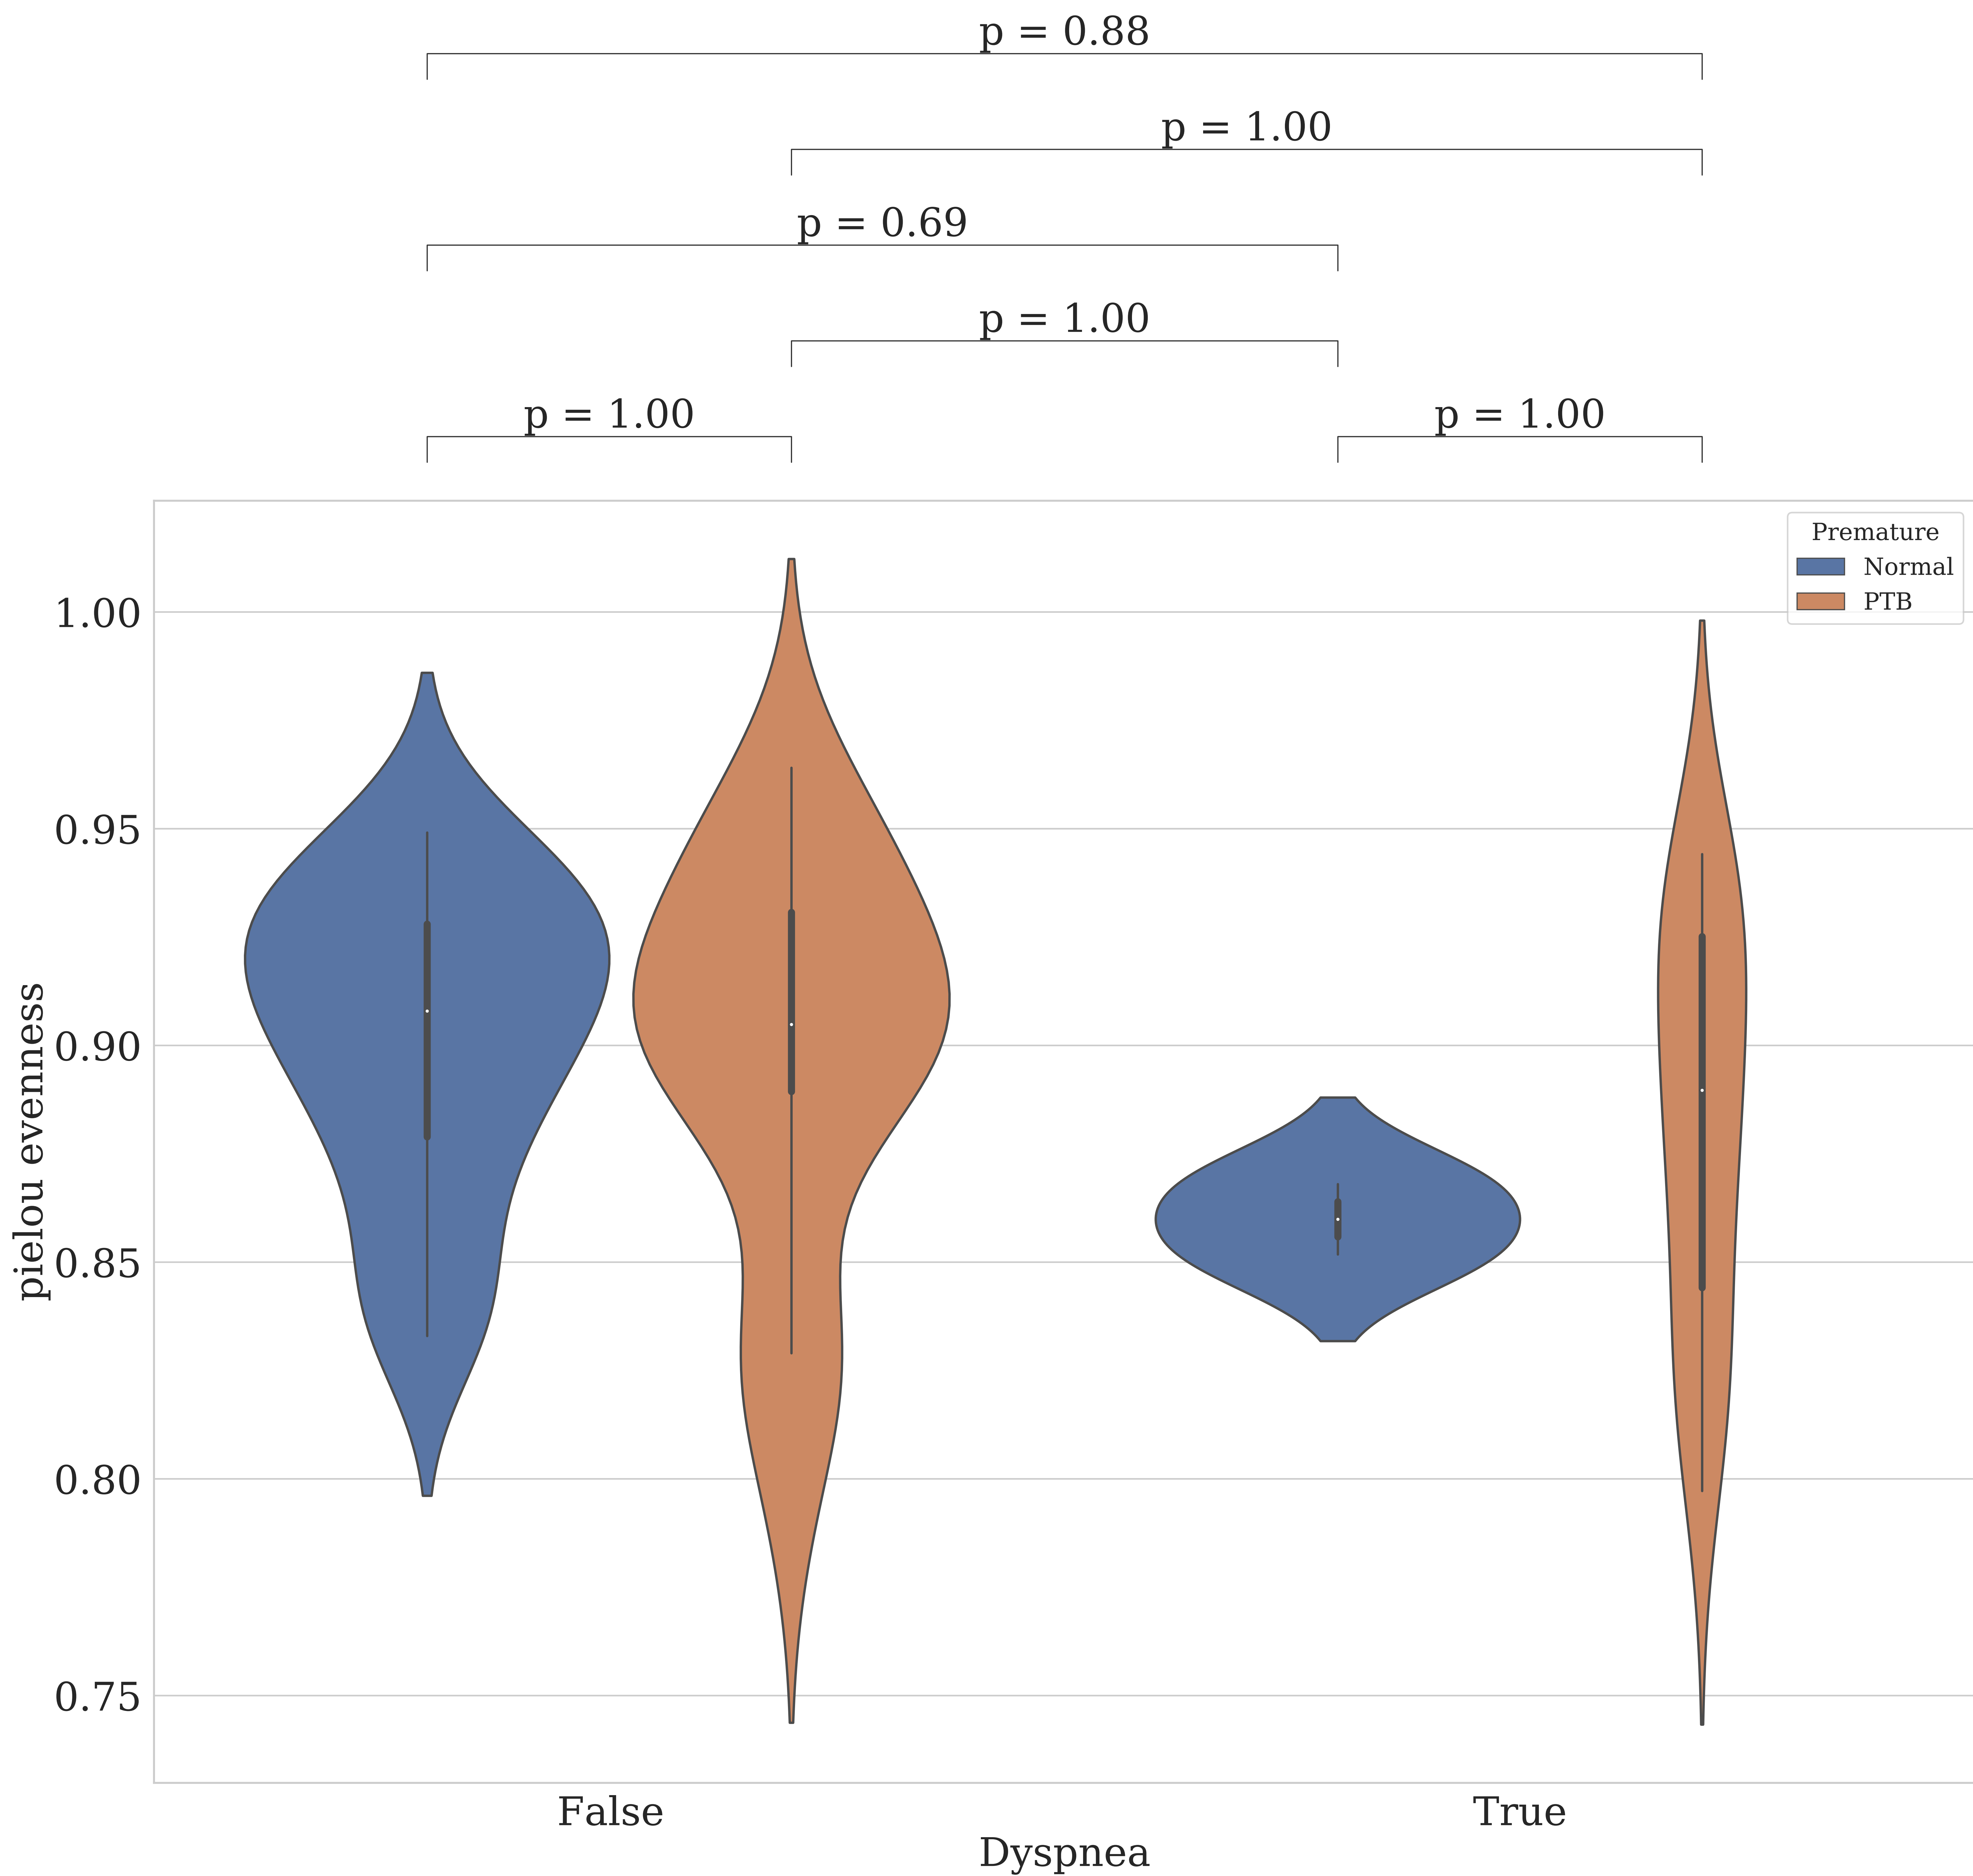 p = 0.88
p = 1.00
p = 0.69
p = 1.00
p = 1.00
p = 1.00
Premature
Normal
PTB
1.00
0.95
0.90
0.85
0.80
0.75
pielou evenness
False
True
Dyspnea